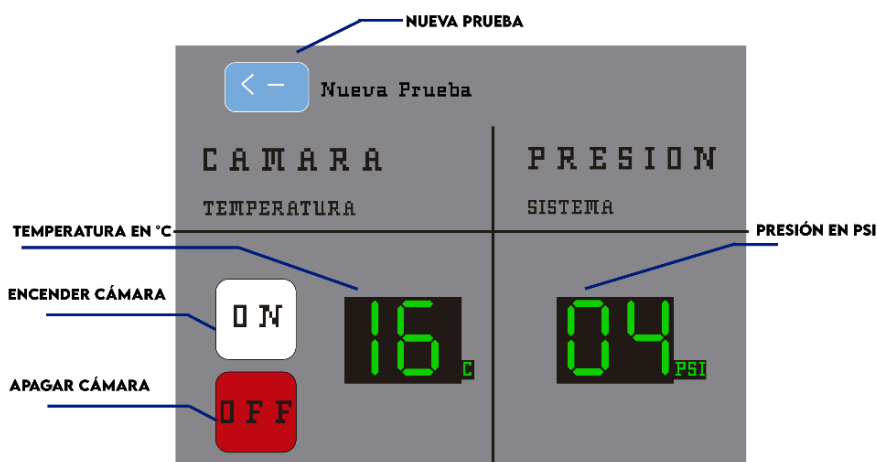 NUEVA PRUEBA
< - Nueva Prueba
CAMARA
PRESION
TEMPERATURA
SISTEMA
TEMPERATURA EN °C
PRESIÓN EN PSI
ENCENDER CÁMARA
ON
16 C
04 PSI
APAGAR CÁMARA
OFF